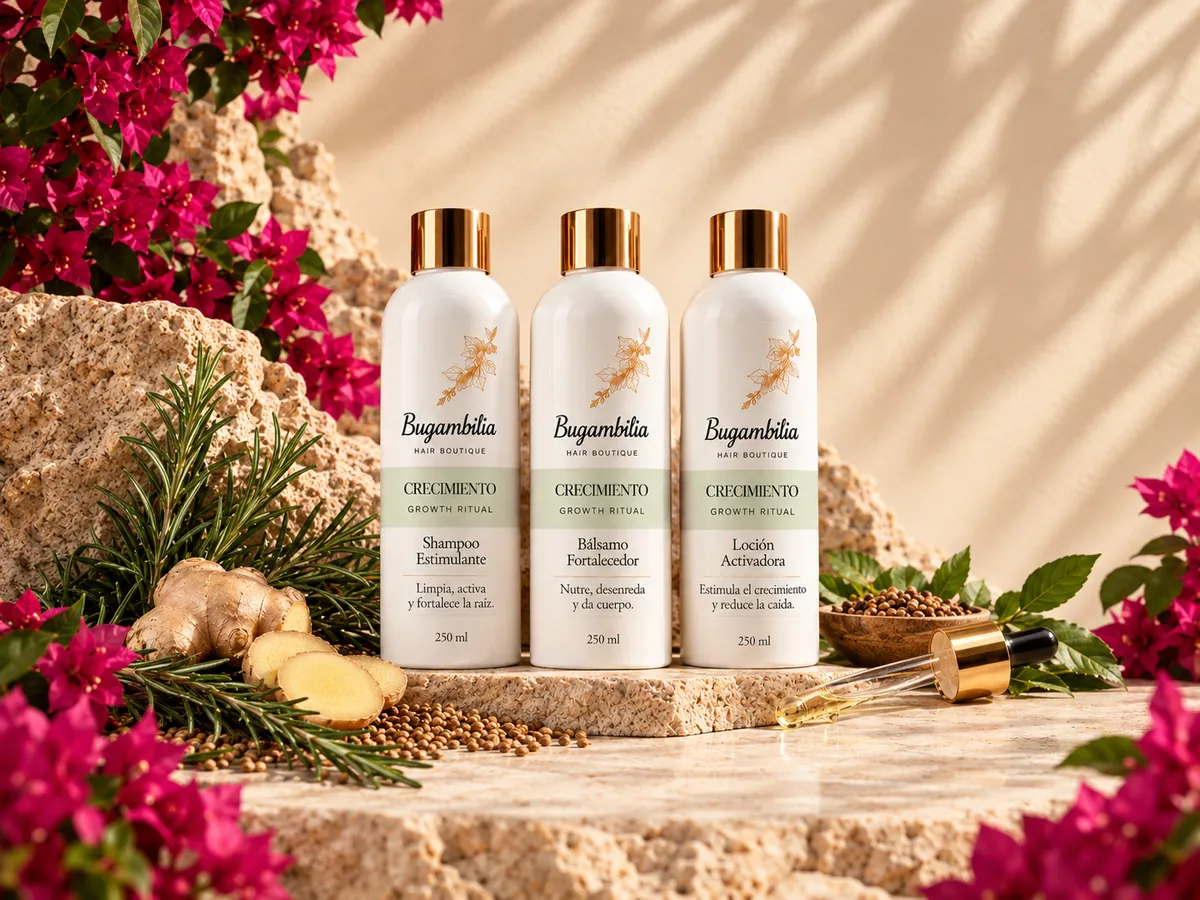 Bugambilia
HAIR BOUTIQUE
CRECIMIENTO
GROWTH RITUAL
Shampoo
Estimulante
Limpia, activa
y fortalece la raíz.
250 ml
Bugambilia
HAIR BOUTIQUE
CRECIMIENTO
GROWTH RITUAL
Bálsamo
Fortalecedor
Nutre, desenreda
y da cuerpo.
250 ml
Bugambilia
HAIR BOUTIQUE
CRECIMIENTO
GROWTH RITUAL
Loción
Activadora
Estimula el crecimiento
y reduce la caída.
250 ml